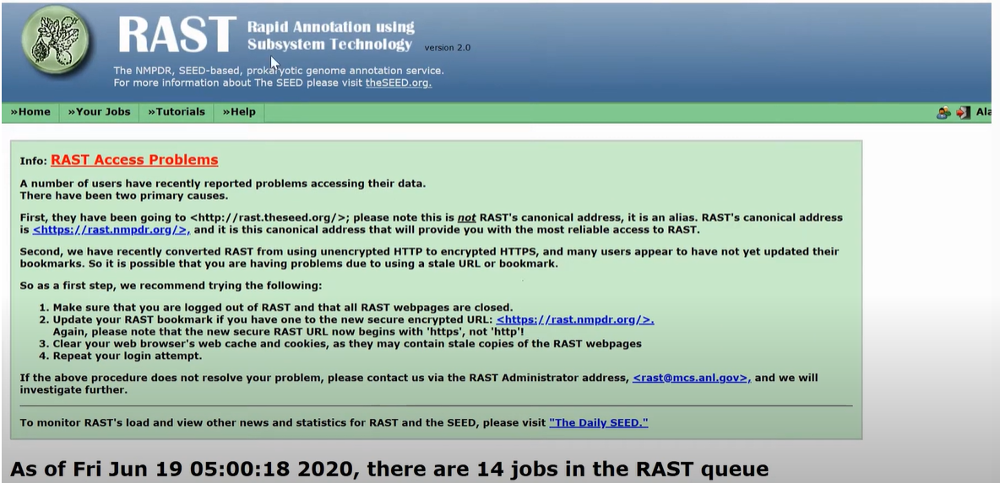 RAST
Rapid Annotation using
Subsystem Technology version 2.0
The NMPDR, SEED-based, prokaryotic genome annotation service.
For more information about The SEED please visit theSEED.org.
»Home »Your Jobs »Tutorials »Help
Info: RAST Access Problems
A number of users have recently reported problems accessing their data.
There have been two primary causes.
First, they have been going to <http://rast.theseed.org/>; please note this is not RAST's canonical address, it is an alias. RAST's canonical address
is <https://rast.nmpdr.org/>, and it is this canonical address that will provide you with the most reliable access to RAST.
Second, we have recently converted RAST from using unencrypted HTTP to encrypted HTTPS, and many users appear to have not yet updated their
bookmarks. So it is possible that you are having problems due to using a stale URL or bookmark.
So as a first step, we recommend trying the following:
1. Make sure that you are logged out of RAST and that all RAST webpages are closed.
2. Update your RAST bookmark if you have one to the new secure encrypted URL: <https://rast.nmpdr.org/>.
Again, please note that the new secure RAST URL now begins with 'https', not 'http'!
3. Clear your web browser's web cache and cookies, as they may contain stale copies of the RAST webpages
4. Repeat your login attempt.
If the above procedure does not resolve your problem, please contact us via the RAST Administrator address, <rast@mcs.anl.gov>, and we will
investigate further.
To monitor RAST's load and view other news and statistics for RAST and the SEED, please visit "The Daily SEED."
As of Fri Jun 19 05:00:18 2020, there are 14 jobs in the RAST queue